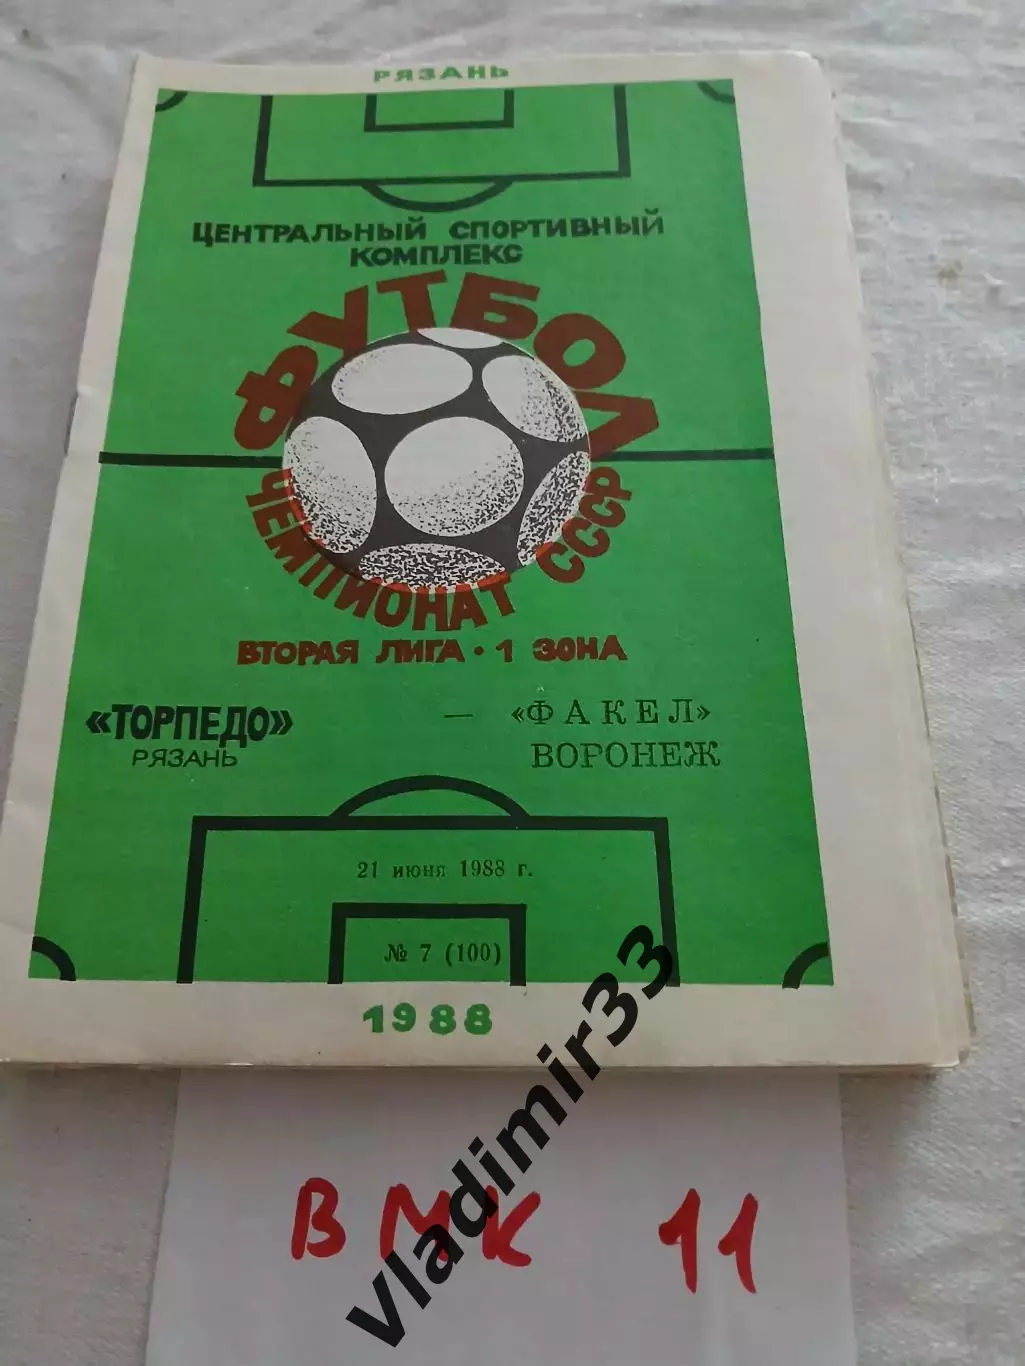 РЯЗАНЬ
ЦЕНТРАЛЬНЫЙ СПОРТИВНЫЙ
КОМПЛЕКС
ФУТБОЛ
ЧЕМПИОНАТ СССР
ВТОРАЯ ЛИГА • 1 ЗОНА
«ТОРПЕДО» — «ФАКЕЛ»
РЯЗАНЬ ВОРОНЕЖ
21 июня 1988 г.
№ 7 (100)
1988
ВМК 11
vladimir33